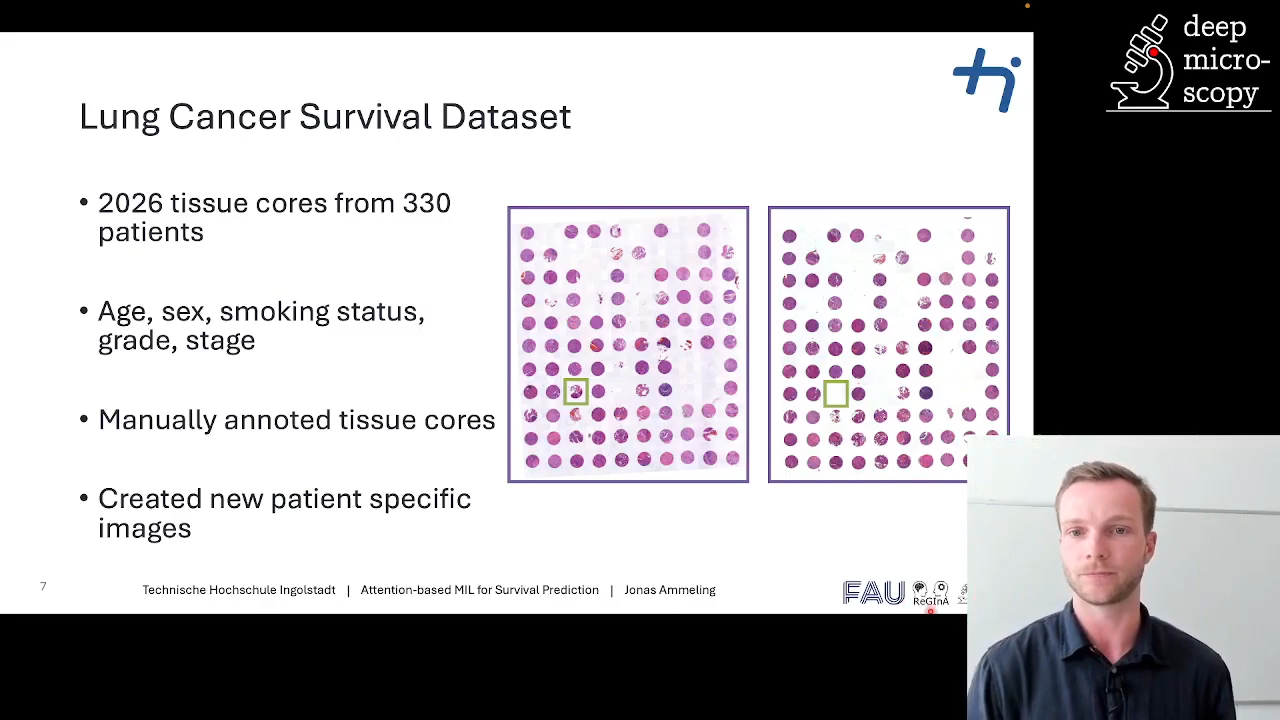 deep
micro-
scopy
Lung Cancer Survival Dataset
• 2026 tissue cores from 330
patients
• Age, sex, smoking status,
grade, stage
• Manually annoted tissue cores
• Created new patient specific
images
7
Technische Hochschule Ingolstadt | Attention-based MIL for Survival Prediction | Jonas Ammeling
FAU
ReGInA